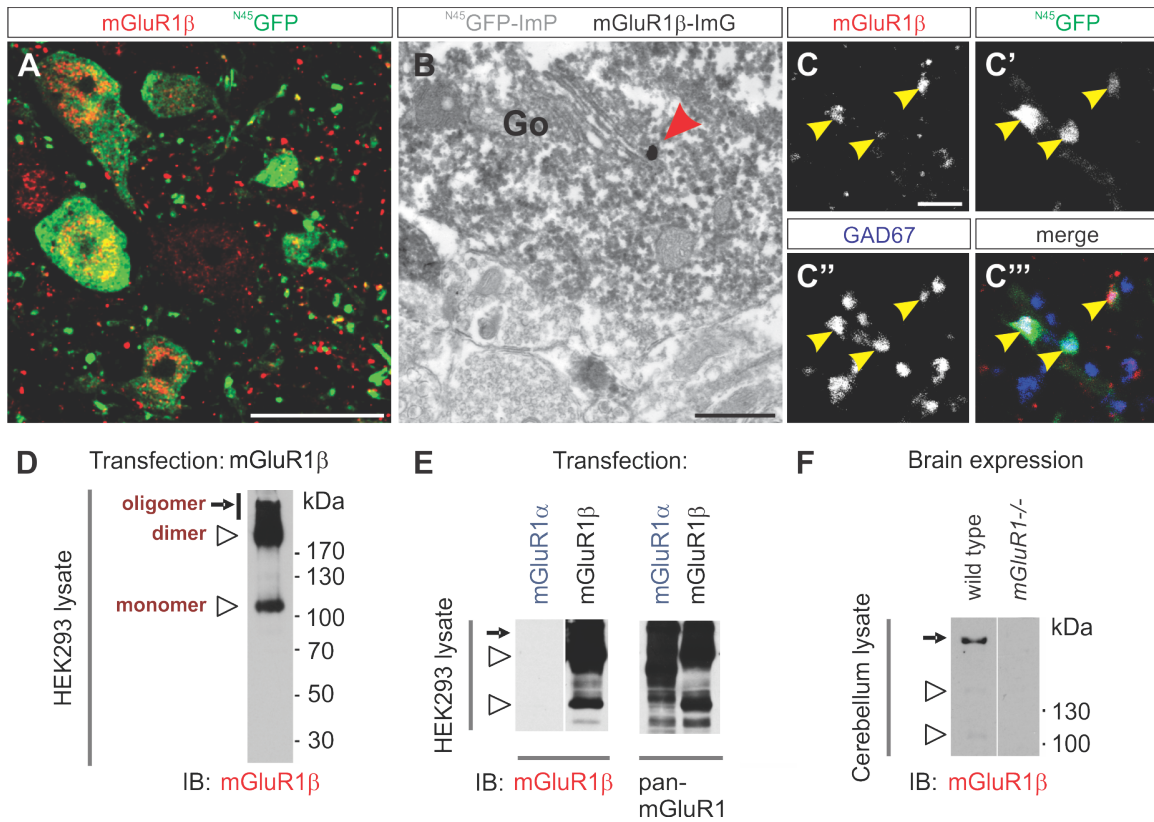 mGluR1β N45GFP
N45GFP-ImP mGluR1β-ImG
mGluR1β
N45GFP
A
B
Go
C
C'
GAD67
merge
C''
C'''
D
Transfection: mGluR1β
oligomer
dimer
monomer
kDa
- 170
- 130
- 100
- 70
- 50
- 30
HEK293 lysate
IB: mGluR1β
E
Transfection:
mGluR1α
mGluR1β
mGluR1α
mGluR1β
HEK293 lysate
IB: mGluR1β
pan-
mGluR1
F
Brain expression
wild type
mGluR1-/-
kDa
· 130
· 100
Cerebellum lysate
IB: mGluR1β